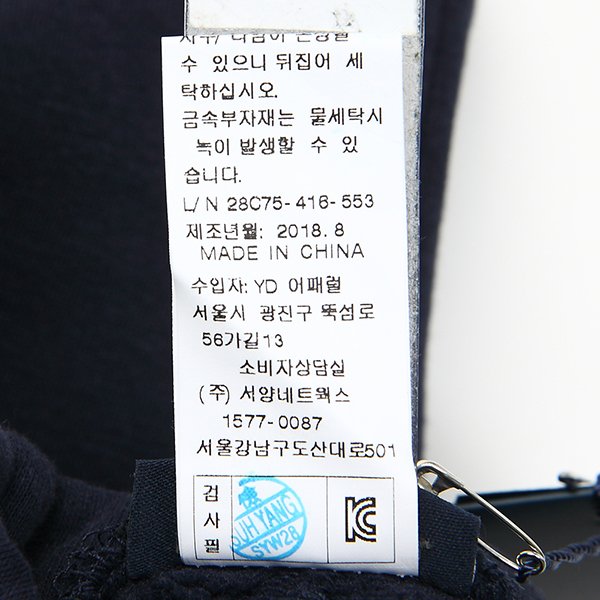 수 있으니 뒤집어 세
탁하십시오.
금속부자재는 물세탁시
녹이 발생할 수 있
습니다.
L/N 28C75-416-553
제조년월: 2018.8
MADE IN CHINA
수입자: YD 어패럴
서울시 광진구 뚝섬로
56가길13
소비자상담실
(주) 서양네트웍스
1577-0087
서울강남구도산대로501
검
사
필
SUH YANG
SYW28
KC